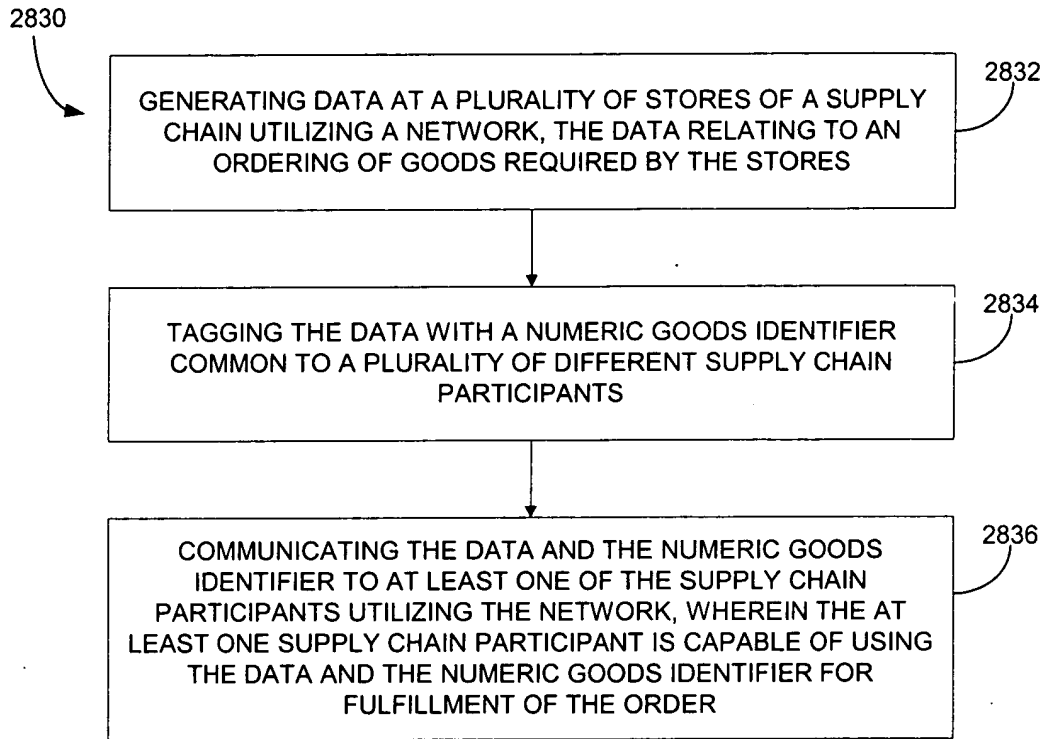 2830
2832
GENERATING DATA AT A PLURALITY OF STORES OF A SUPPLY
CHAIN UTILIZING A NETWORK, THE DATA RELATING TO AN
ORDERING OF GOODS REQUIRED BY THE STORES
2834
TAGGING THE DATA WITH A NUMERIC GOODS IDENTIFIER
COMMON TO A PLURALITY OF DIFFERENT SUPPLY CHAIN
PARTICIPANTS
2836
COMMUNICATING THE DATA AND THE NUMERIC GOODS
IDENTIFIER TO AT LEAST ONE OF THE SUPPLY CHAIN
PARTICIPANTS UTILIZING THE NETWORK, WHEREIN THE AT
LEAST ONE SUPPLY CHAIN PARTICIPANT IS CAPABLE OF USING
THE DATA AND THE NUMERIC GOODS IDENTIFIER FOR
FULFILLMENT OF THE ORDER